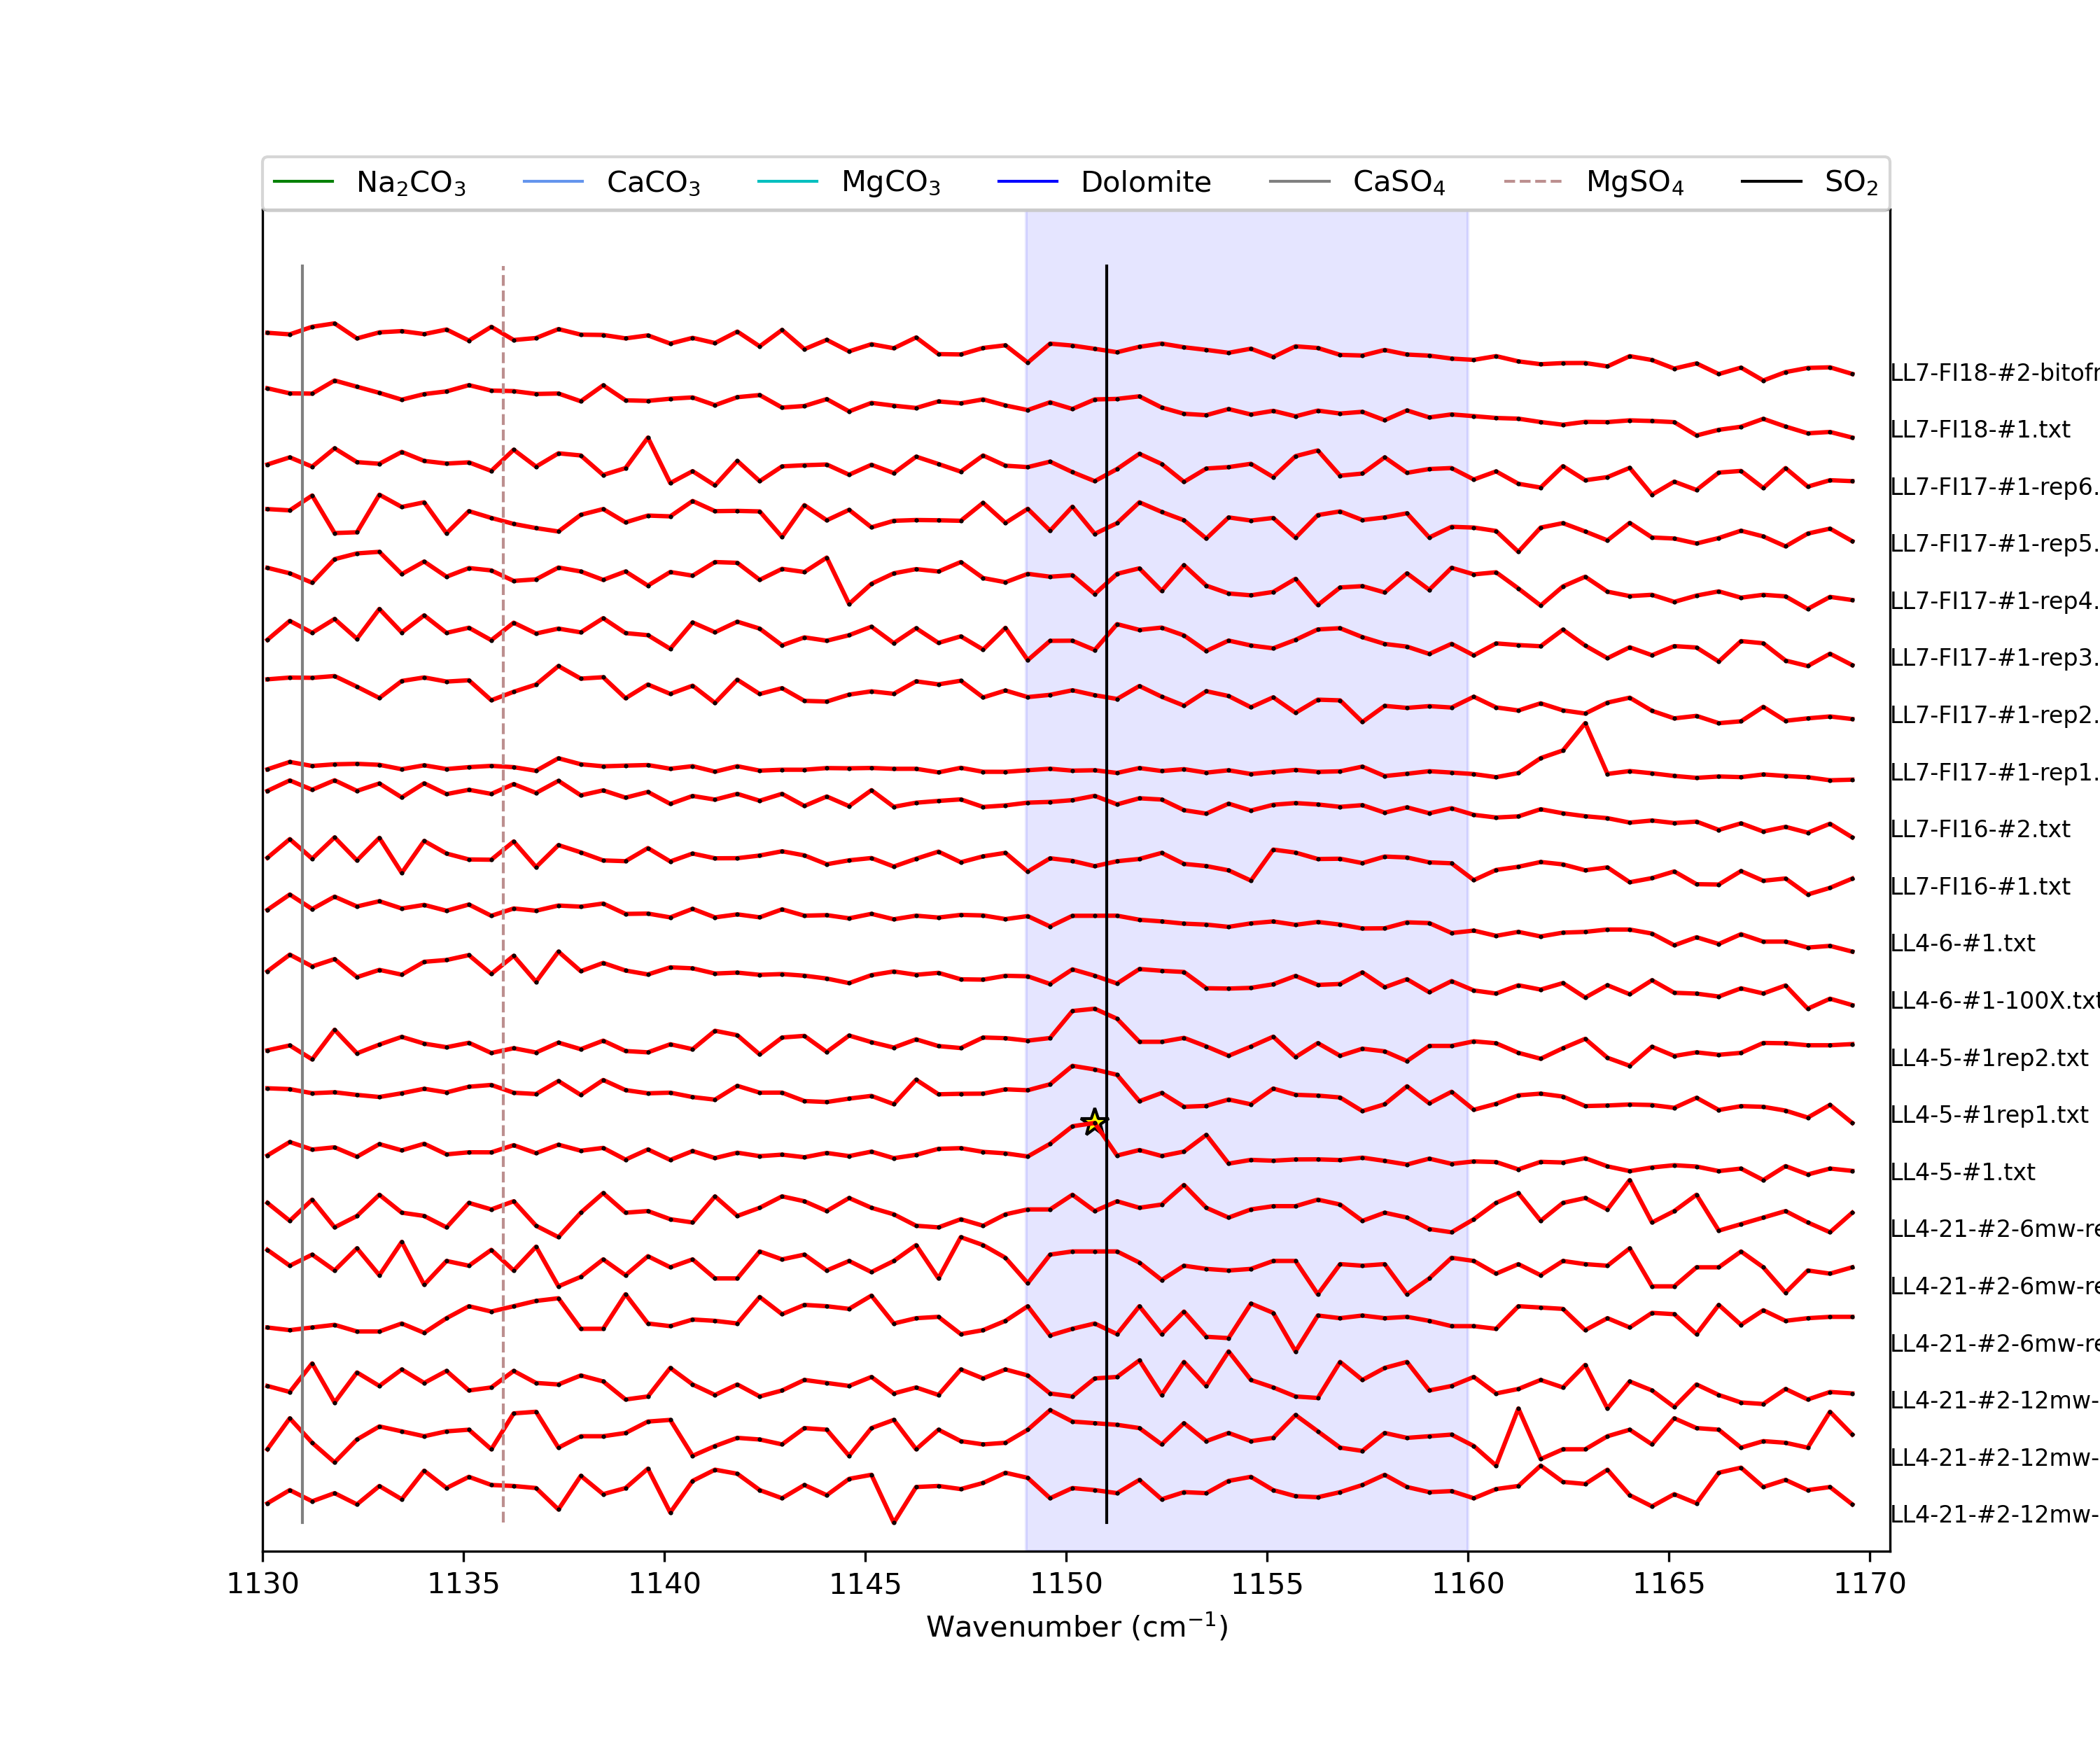 Na₂CO₃ CaCO₃ MgCO₃ Dolomite CaSO₄ MgSO₄ SO₂
LL7-FI18-#2-bitofr
LL7-FI18-#1.txt
LL7-FI17-#1-rep6.
LL7-FI17-#1-rep5.
LL7-FI17-#1-rep4.
LL7-FI17-#1-rep3.
LL7-FI17-#1-rep2.
LL7-FI17-#1-rep1.
LL7-FI16-#2.txt
LL7-FI16-#1.txt
LL4-6-#1.txt
LL4-6-#1-100X.txt
LL4-5-#1rep2.txt
LL4-5-#1rep1.txt
LL4-5-#1.txt
LL4-21-#2-6mw-re
LL4-21-#2-6mw-re
LL4-21-#2-6mw-re
LL4-21-#2-12mw-
LL4-21-#2-12mw-
LL4-21-#2-12mw-
1130 1135 1140 1145 1150 1155 1160 1165 1170
Wavenumber (cm⁻¹)